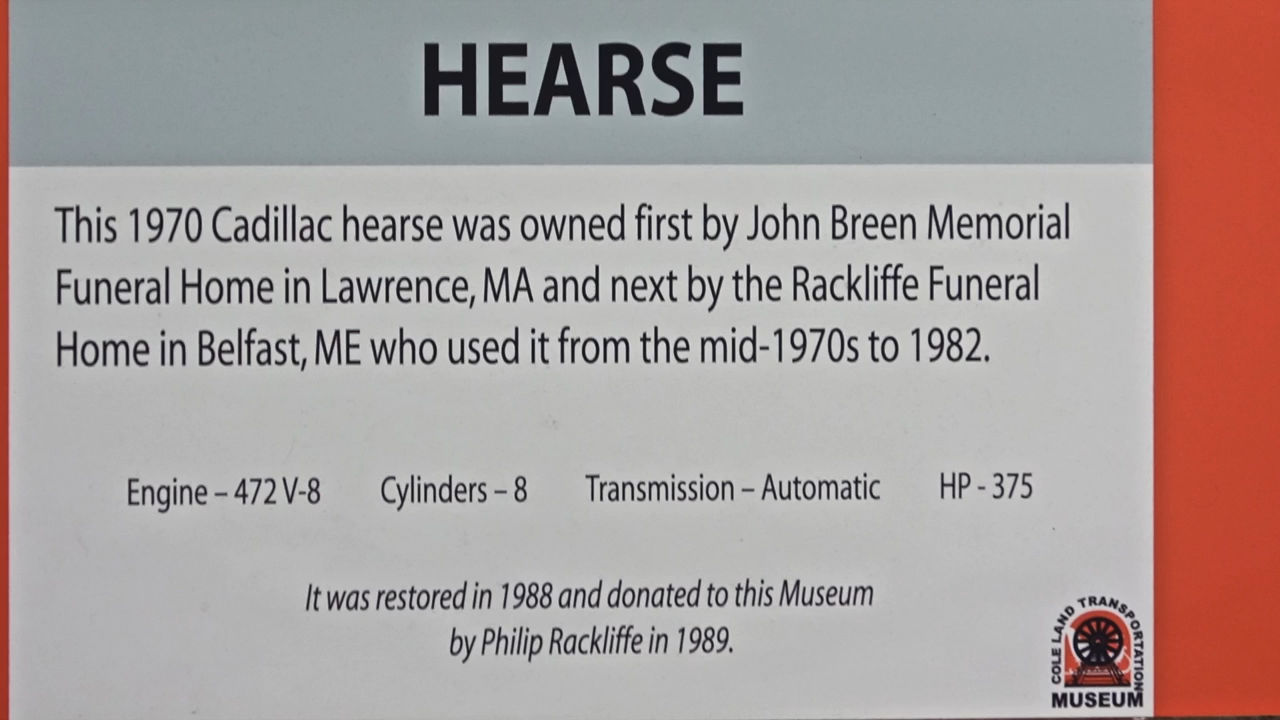 HEARSE
This 1970 Cadillac hearse was owned first by John Breen Memorial
Funeral Home in Lawrence, MA and next by the Rackliffe Funeral
Home in Belfast, ME who used it from the mid-1970s to 1982.
Engine – 472 V-8 Cylinders – 8 Transmission – Automatic HP - 375
It was restored in 1988 and donated to this Museum
by Philip Rackliffe in 1989.
COLE LAND TRANSPORTATION
MUSEUM